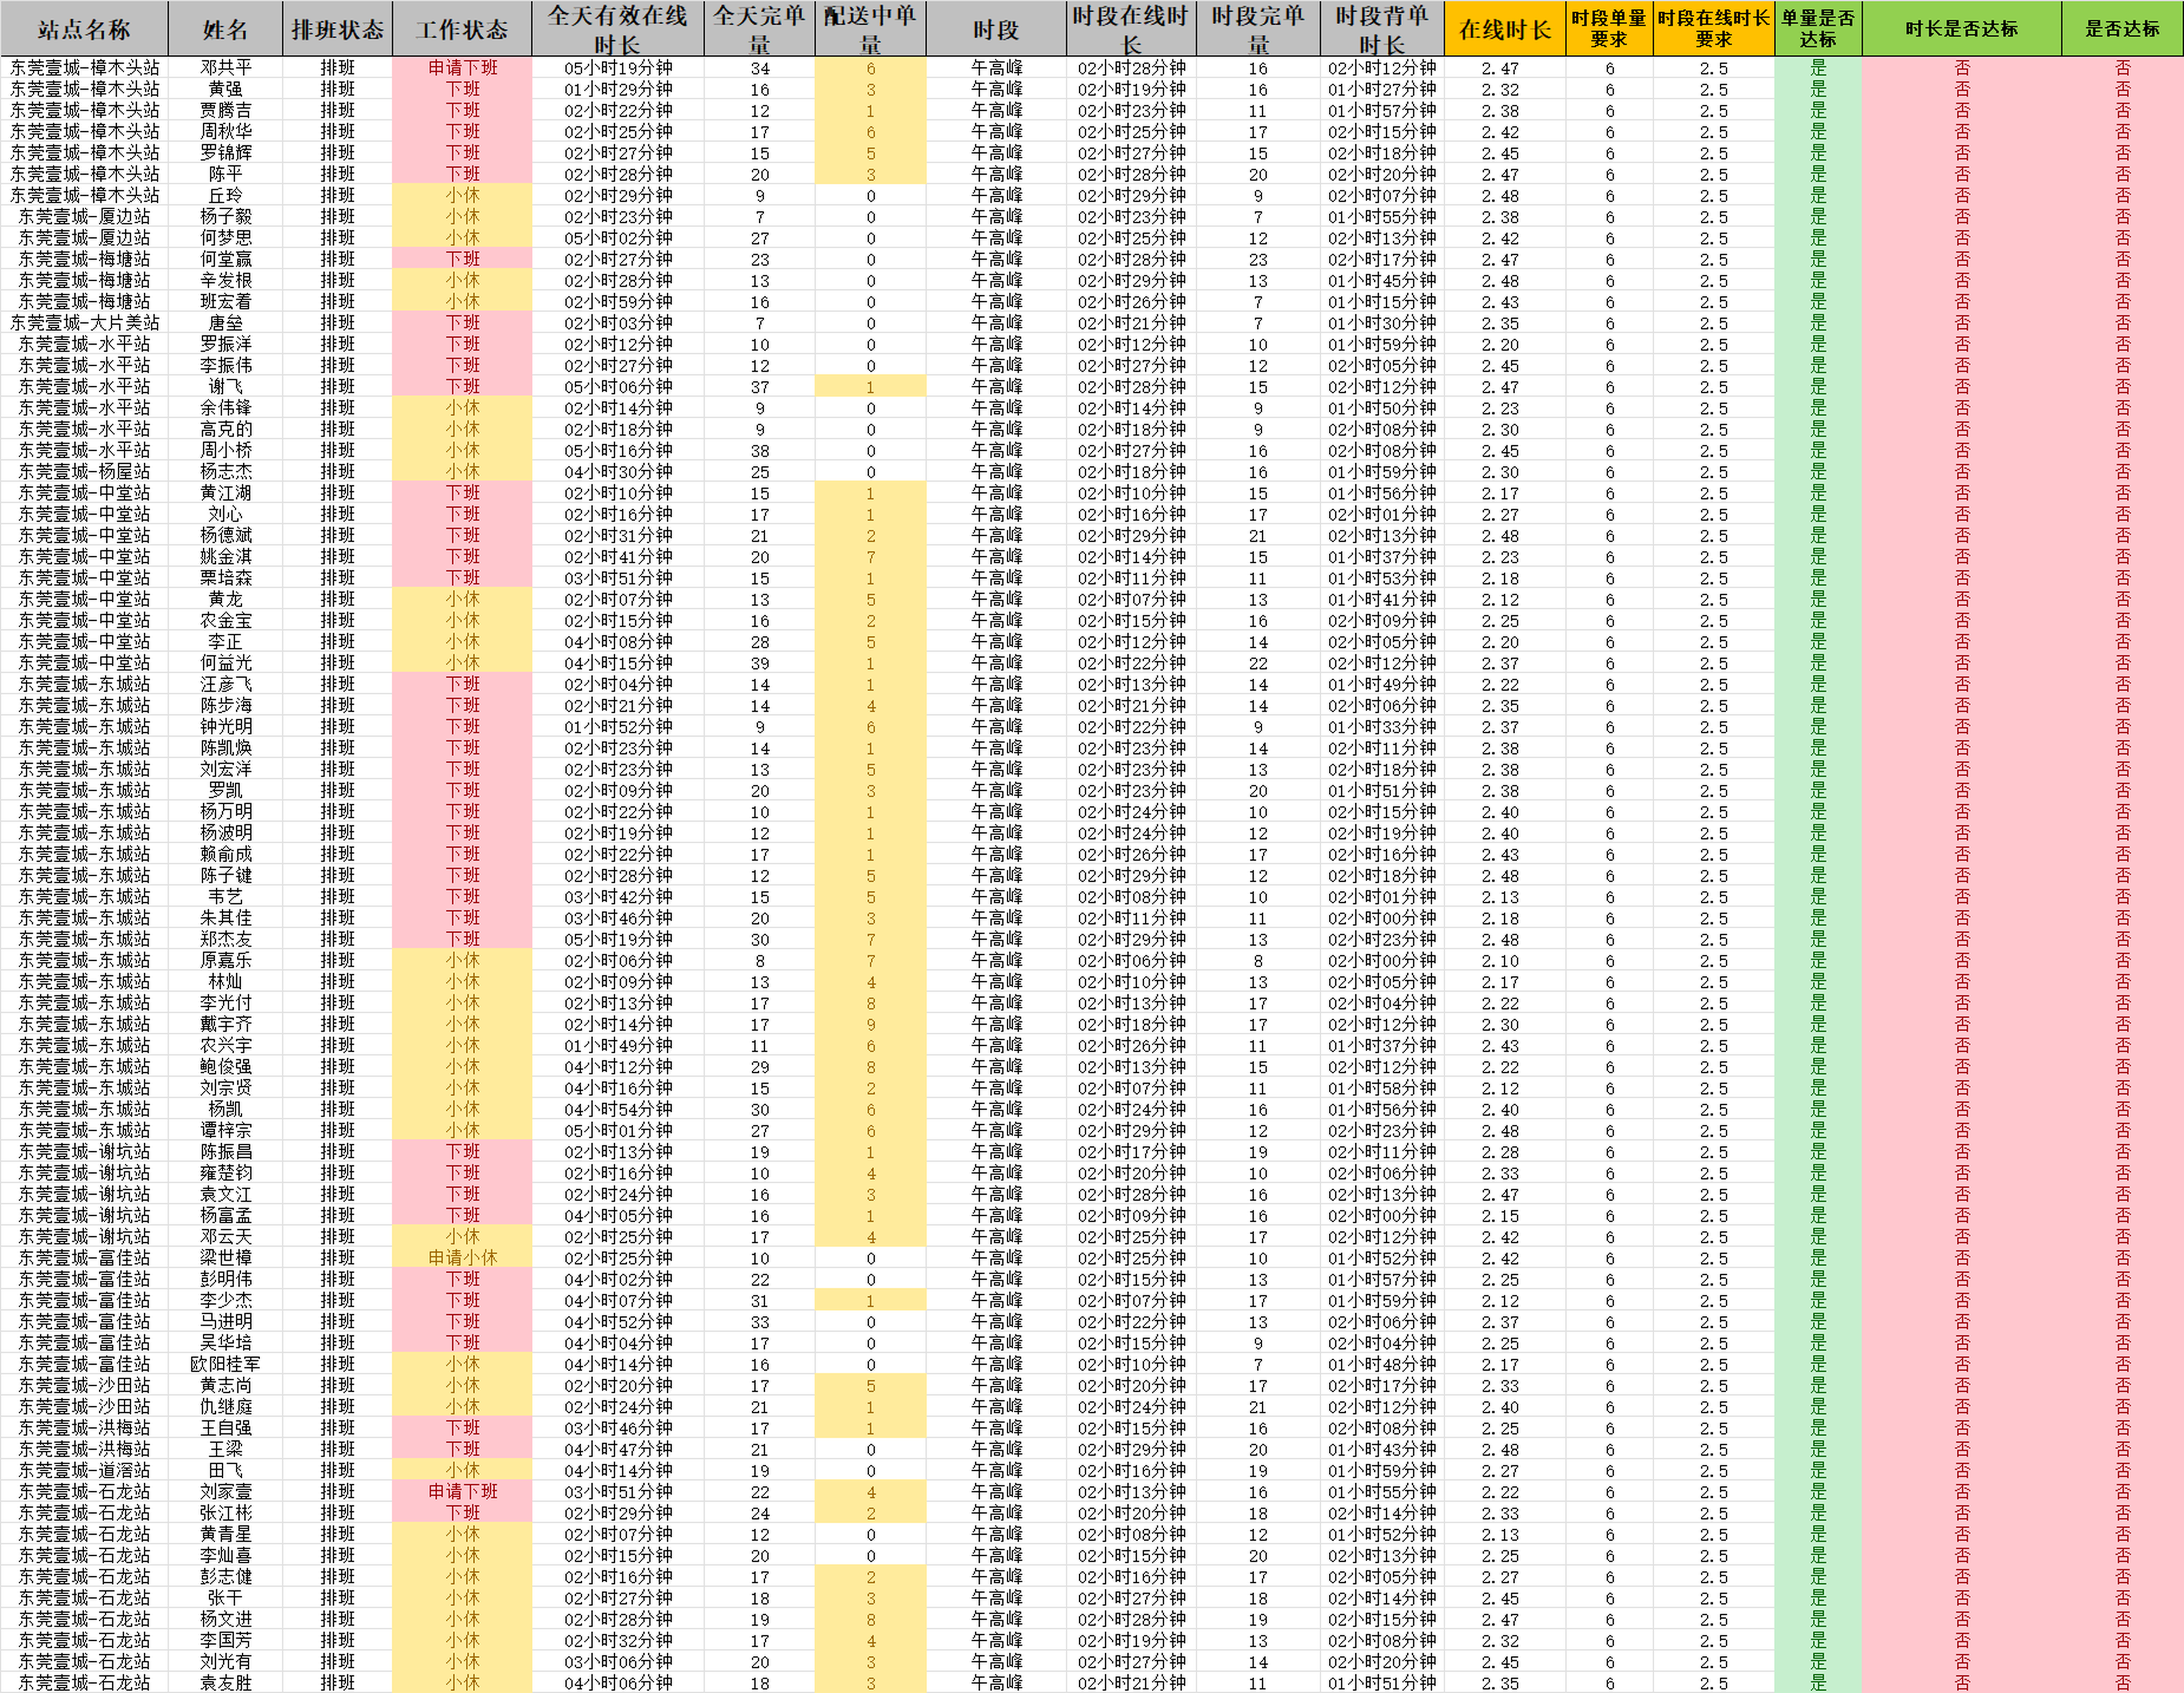 站点名称 姓名 排班状态 工作状态 全天有效在线时长 全天完单量 配送中单量 时段 时段在线时长 时段完单量 时段背单时长 在线时长 时段单量要求 时段在线时长要求 单量是否达标 时长是否达标 是否达标
东莞壹城-樟木头站 邓共平 排班 申请下班 05小时19分钟 34 6 午高峰 02小时28分钟 16 02小时12分钟 2.47 6 2.5 是 否 否
东莞壹城-樟木头站 黄强 排班 下班 01小时29分钟 16 3 午高峰 02小时19分钟 16 01小时27分钟 2.32 6 2.5 是 否 否
东莞壹城-樟木头站 贾腾吉 排班 下班 02小时22分钟 12 1 午高峰 02小时23分钟 11 01小时57分钟 2.38 6 2.5 是 否 否
东莞壹城-樟木头站 周秋华 排班 下班 02小时25分钟 17 6 午高峰 02小时25分钟 17 02小时15分钟 2.42 6 2.5 是 否 否
东莞壹城-樟木头站 罗锦辉 排班 下班 02小时27分钟 15 5 午高峰 02小时27分钟 15 02小时18分钟 2.45 6 2.5 是 否 否
东莞壹城-樟木头站 陈平 排班 下班 02小时28分钟 20 3 午高峰 02小时28分钟 20 02小时20分钟 2.47 6 2.5 是 否 否
东莞壹城-樟木头站 丘玲 排班 小休 02小时29分钟 9 0 午高峰 02小时29分钟 9 02小时07分钟 2.48 6 2.5 是 否 否
东莞壹城-厦边站 杨子毅 排班 小休 02小时23分钟 7 0 午高峰 02小时23分钟 7 01小时55分钟 2.38 6 2.5 是 否 否
东莞壹城-厦边站 何梦思 排班 小休 05小时02分钟 27 0 午高峰 02小时25分钟 12 02小时13分钟 2.42 6 2.5 是 否 否
东莞壹城-梅塘站 何堂嬴 排班 下班 02小时27分钟 23 0 午高峰 02小时28分钟 23 02小时17分钟 2.47 6 2.5 是 否 否
东莞壹城-梅塘站 辛发根 排班 小休 02小时28分钟 13 0 午高峰 02小时29分钟 13 01小时45分钟 2.48 6 2.5 是 否 否
东莞壹城-梅塘站 班宏着 排班 小休 02小时59分钟 16 0 午高峰 02小时26分钟 7 01小时15分钟 2.43 6 2.5 是 否 否
东莞壹城-大片美站 唐垒 排班 下班 02小时03分钟 7 0 午高峰 02小时21分钟 7 01小时30分钟 2.35 6 2.5 是 否 否
东莞壹城-水平站 罗振洋 排班 下班 02小时12分钟 10 0 午高峰 02小时12分钟 10 01小时59分钟 2.20 6 2.5 是 否 否
东莞壹城-水平站 李振伟 排班 下班 02小时27分钟 12 0 午高峰 02小时27分钟 12 02小时05分钟 2.45 6 2.5 是 否 否
东莞壹城-水平站 谢飞 排班 下班 05小时06分钟 37 1 午高峰 02小时28分钟 15 02小时12分钟 2.47 6 2.5 是 否 否
东莞壹城-水平站 余伟锋 排班 小休 02小时14分钟 9 0 午高峰 02小时14分钟 9 01小时50分钟 2.23 6 2.5 是 否 否
东莞壹城-水平站 高克的 排班 小休 02小时18分钟 9 0 午高峰 02小时18分钟 9 02小时08分钟 2.30 6 2.5 是 否 否
东莞壹城-水平站 周小桥 排班 小休 05小时16分钟 38 0 午高峰 02小时27分钟 16 02小时08分钟 2.45 6 2.5 是 否 否
东莞壹城-杨屋站 杨志杰 排班 小休 04小时30分钟 25 0 午高峰 02小时18分钟 16 01小时59分钟 2.30 6 2.5 是 否 否
东莞壹城-中堂站 黄江湖 排班 下班 02小时10分钟 15 1 午高峰 02小时10分钟 15 01小时56分钟 2.17 6 2.5 是 否 否
东莞壹城-中堂站 刘心 排班 下班 02小时16分钟 17 1 午高峰 02小时16分钟 17 02小时01分钟 2.27 6 2.5 是 否 否
东莞壹城-中堂站 杨德斌 排班 下班 02小时31分钟 21 2 午高峰 02小时29分钟 21 02小时13分钟 2.48 6 2.5 是 否 否
东莞壹城-中堂站 姚金淇 排班 下班 02小时41分钟 20 7 午高峰 02小时14分钟 15 01小时37分钟 2.23 6 2.5 是 否 否
东莞壹城-中堂站 栗培森 排班 下班 03小时51分钟 15 1 午高峰 02小时11分钟 11 01小时53分钟 2.18 6 2.5 是 否 否
东莞壹城-中堂站 黄龙 排班 小休 02小时07分钟 13 5 午高峰 02小时07分钟 13 01小时41分钟 2.12 6 2.5 是 否 否
东莞壹城-中堂站 农金宝 排班 小休 02小时15分钟 16 2 午高峰 02小时15分钟 16 02小时09分钟 2.25 6 2.5 是 否 否
东莞壹城-中堂站 李正 排班 小休 04小时08分钟 28 5 午高峰 02小时12分钟 14 02小时05分钟 2.20 6 2.5 是 否 否
东莞壹城-中堂站 何益光 排班 小休 04小时15分钟 39 1 午高峰 02小时22分钟 22 02小时12分钟 2.37 6 2.5 是 否 否
东莞壹城-东城站 汪彦飞 排班 下班 02小时04分钟 14 1 午高峰 02小时13分钟 14 01小时49分钟 2.22 6 2.5 是 否 否
东莞壹城-东城站 陈步海 排班 下班 02小时21分钟 14 4 午高峰 02小时21分钟 14 02小时06分钟 2.35 6 2.5 是 否 否
东莞壹城-东城站 钟光明 排班 下班 01小时52分钟 9 6 午高峰 02小时22分钟 9 01小时33分钟 2.37 6 2.5 是 否 否
东莞壹城-东城站 陈凯焕 排班 下班 02小时23分钟 14 1 午高峰 02小时23分钟 14 02小时11分钟 2.38 6 2.5 是 否 否
东莞壹城-东城站 刘宏洋 排班 下班 02小时23分钟 13 5 午高峰 02小时23分钟 13 02小时18分钟 2.38 6 2.5 是 否 否
东莞壹城-东城站 罗凯 排班 下班 02小时09分钟 20 3 午高峰 02小时23分钟 20 01小时51分钟 2.38 6 2.5 是 否 否
东莞壹城-东城站 杨万明 排班 下班 02小时22分钟 10 1 午高峰 02小时24分钟 10 02小时15分钟 2.40 6 2.5 是 否 否
东莞壹城-东城站 杨波明 排班 下班 02小时19分钟 12 1 午高峰 02小时24分钟 12 02小时19分钟 2.40 6 2.5 是 否 否
东莞壹城-东城站 赖俞成 排班 下班 02小时22分钟 17 1 午高峰 02小时26分钟 17 02小时16分钟 2.43 6 2.5 是 否 否
东莞壹城-东城站 陈子键 排班 下班 02小时28分钟 12 5 午高峰 02小时29分钟 12 02小时18分钟 2.48 6 2.5 是 否 否
东莞壹城-东城站 韦艺 排班 下班 03小时42分钟 15 5 午高峰 02小时08分钟 10 02小时01分钟 2.13 6 2.5 是 否 否
东莞壹城-东城站 朱其佳 排班 下班 03小时46分钟 20 3 午高峰 02小时11分钟 11 02小时00分钟 2.18 6 2.5 是 否 否
东莞壹城-东城站 郑杰友 排班 下班 05小时19分钟 30 7 午高峰 02小时29分钟 13 02小时23分钟 2.48 6 2.5 是 否 否
东莞壹城-东城站 原嘉乐 排班 小休 02小时06分钟 8 7 午高峰 02小时06分钟 8 02小时00分钟 2.10 6 2.5 是 否 否
东莞壹城-东城站 林灿 排班 小休 02小时09分钟 13 4 午高峰 02小时10分钟 13 02小时05分钟 2.17 6 2.5 是 否 否
东莞壹城-东城站 李光付 排班 小休 02小时13分钟 17 8 午高峰 02小时13分钟 17 02小时04分钟 2.22 6 2.5 是 否 否
东莞壹城-东城站 戴宇齐 排班 小休 02小时14分钟 17 9 午高峰 02小时18分钟 17 02小时12分钟 2.30 6 2.5 是 否 否
东莞壹城-东城站 农兴宇 排班 小休 01小时49分钟 11 6 午高峰 02小时26分钟 11 01小时37分钟 2.43 6 2.5 是 否 否
东莞壹城-东城站 鲍俊强 排班 小休 04小时12分钟 29 8 午高峰 02小时13分钟 15 02小时12分钟 2.22 6 2.5 是 否 否
东莞壹城-东城站 刘宗贤 排班 小休 04小时16分钟 15 2 午高峰 02小时07分钟 11 01小时58分钟 2.12 6 2.5 是 否 否
东莞壹城-东城站 杨凯 排班 小休 04小时54分钟 30 6 午高峰 02小时24分钟 16 01小时56分钟 2.40 6 2.5 是 否 否
东莞壹城-东城站 谭梓宗 排班 小休 05小时01分钟 27 6 午高峰 02小时29分钟 12 02小时23分钟 2.48 6 2.5 是 否 否
东莞壹城-谢坑站 陈振昌 排班 下班 02小时13分钟 19 1 午高峰 02小时17分钟 19 02小时11分钟 2.28 6 2.5 是 否 否
东莞壹城-谢坑站 雍楚钧 排班 下班 02小时16分钟 10 4 午高峰 02小时20分钟 10 02小时06分钟 2.33 6 2.5 是 否 否
东莞壹城-谢坑站 袁文江 排班 下班 02小时24分钟 16 3 午高峰 02小时28分钟 16 02小时13分钟 2.47 6 2.5 是 否 否
东莞壹城-谢坑站 杨富孟 排班 下班 04小时05分钟 16 1 午高峰 02小时09分钟 16 02小时00分钟 2.15 6 2.5 是 否 否
东莞壹城-谢坑站 邓云天 排班 小休 02小时25分钟 17 4 午高峰 02小时25分钟 17 02小时12分钟 2.42 6 2.5 是 否 否
东莞壹城-富佳站 梁世樟 排班 申请小休 02小时25分钟 10 0 午高峰 02小时25分钟 10 01小时52分钟 2.42 6 2.5 是 否 否
东莞壹城-富佳站 彭明伟 排班 下班 04小时02分钟 22 0 午高峰 02小时15分钟 13 01小时57分钟 2.25 6 2.5 是 否 否
东莞壹城-富佳站 李少杰 排班 下班 04小时07分钟 31 1 午高峰 02小时07分钟 17 01小时59分钟 2.12 6 2.5 是 否 否
东莞壹城-富佳站 马进明 排班 下班 04小时52分钟 33 0 午高峰 02小时22分钟 13 02小时06分钟 2.37 6 2.5 是 否 否
东莞壹城-富佳站 吴华培 排班 下班 04小时04分钟 17 0 午高峰 02小时15分钟 9 02小时04分钟 2.25 6 2.5 是 否 否
东莞壹城-富佳站 欧阳桂军 排班 小休 04小时14分钟 16 0 午高峰 02小时10分钟 7 01小时48分钟 2.17 6 2.5 是 否 否
东莞壹城-沙田站 黄志尚 排班 小休 02小时20分钟 17 5 午高峰 02小时20分钟 17 02小时17分钟 2.33 6 2.5 是 否 否
东莞壹城-沙田站 仇继庭 排班 小休 02小时24分钟 21 1 午高峰 02小时24分钟 21 02小时12分钟 2.40 6 2.5 是 否 否
东莞壹城-洪梅站 王自强 排班 下班 03小时46分钟 17 1 午高峰 02小时15分钟 16 02小时08分钟 2.25 6 2.5 是 否 否
东莞壹城-洪梅站 王梁 排班 下班 04小时47分钟 21 0 午高峰 02小时29分钟 20 01小时43分钟 2.48 6 2.5 是 否 否
东莞壹城-道滘站 田飞 排班 小休 04小时14分钟 19 0 午高峰 02小时16分钟 19 01小时59分钟 2.27 6 2.5 是 否 否
东莞壹城-石龙站 刘家壹 排班 申请下班 03小时51分钟 22 4 午高峰 02小时13分钟 16 01小时55分钟 2.22 6 2.5 是 否 否
东莞壹城-石龙站 张江彬 排班 下班 02小时29分钟 24 2 午高峰 02小时20分钟 18 02小时14分钟 2.33 6 2.5 是 否 否
东莞壹城-石龙站 黄青星 排班 小休 02小时07分钟 12 0 午高峰 02小时08分钟 12 01小时52分钟 2.13 6 2.5 是 否 否
东莞壹城-石龙站 李灿喜 排班 小休 02小时15分钟 20 0 午高峰 02小时15分钟 20 02小时13分钟 2.25 6 2.5 是 否 否
东莞壹城-石龙站 彭志健 排班 小休 02小时16分钟 17 2 午高峰 02小时16分钟 17 02小时05分钟 2.27 6 2.5 是 否 否
东莞壹城-石龙站 张干 排班 小休 02小时27分钟 18 3 午高峰 02小时27分钟 18 02小时14分钟 2.45 6 2.5 是 否 否
东莞壹城-石龙站 杨文进 排班 小休 02小时28分钟 19 8 午高峰 02小时28分钟 19 02小时15分钟 2.47 6 2.5 是 否 否
东莞壹城-石龙站 李国芳 排班 小休 02小时32分钟 17 4 午高峰 02小时19分钟 13 02小时08分钟 2.32 6 2.5 是 否 否
东莞壹城-石龙站 刘光有 排班 小休 03小时06分钟 20 3 午高峰 02小时27分钟 14 02小时20分钟 2.45 6 2.5 是 否 否
东莞壹城-石龙站 袁友胜 排班 小休 04小时06分钟 18 3 午高峰 02小时21分钟 11 01小时51分钟 2.35 6 2.5 是 否 否